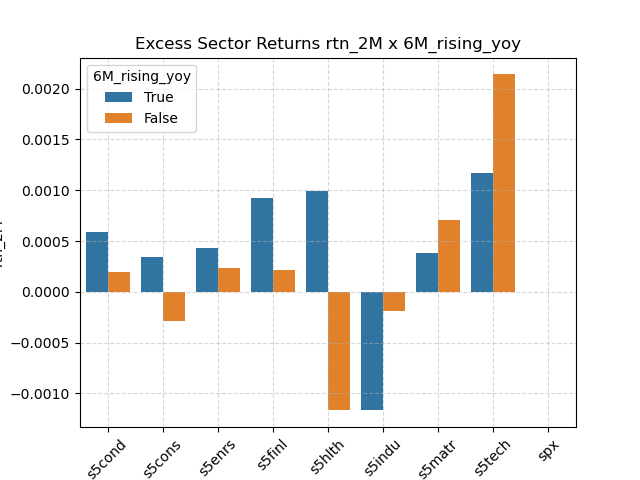 Excess Sector Returns rtn_2M x 6M_rising_yoy
6M_rising_yoy
True
False
0.0020
0.0015
0.0010
0.0005
0.0000
−0.0005
−0.0010
s5cond
s5cons
s5enrs
s5finl
s5hlth
s5indu
s5matr
s5tech
spx